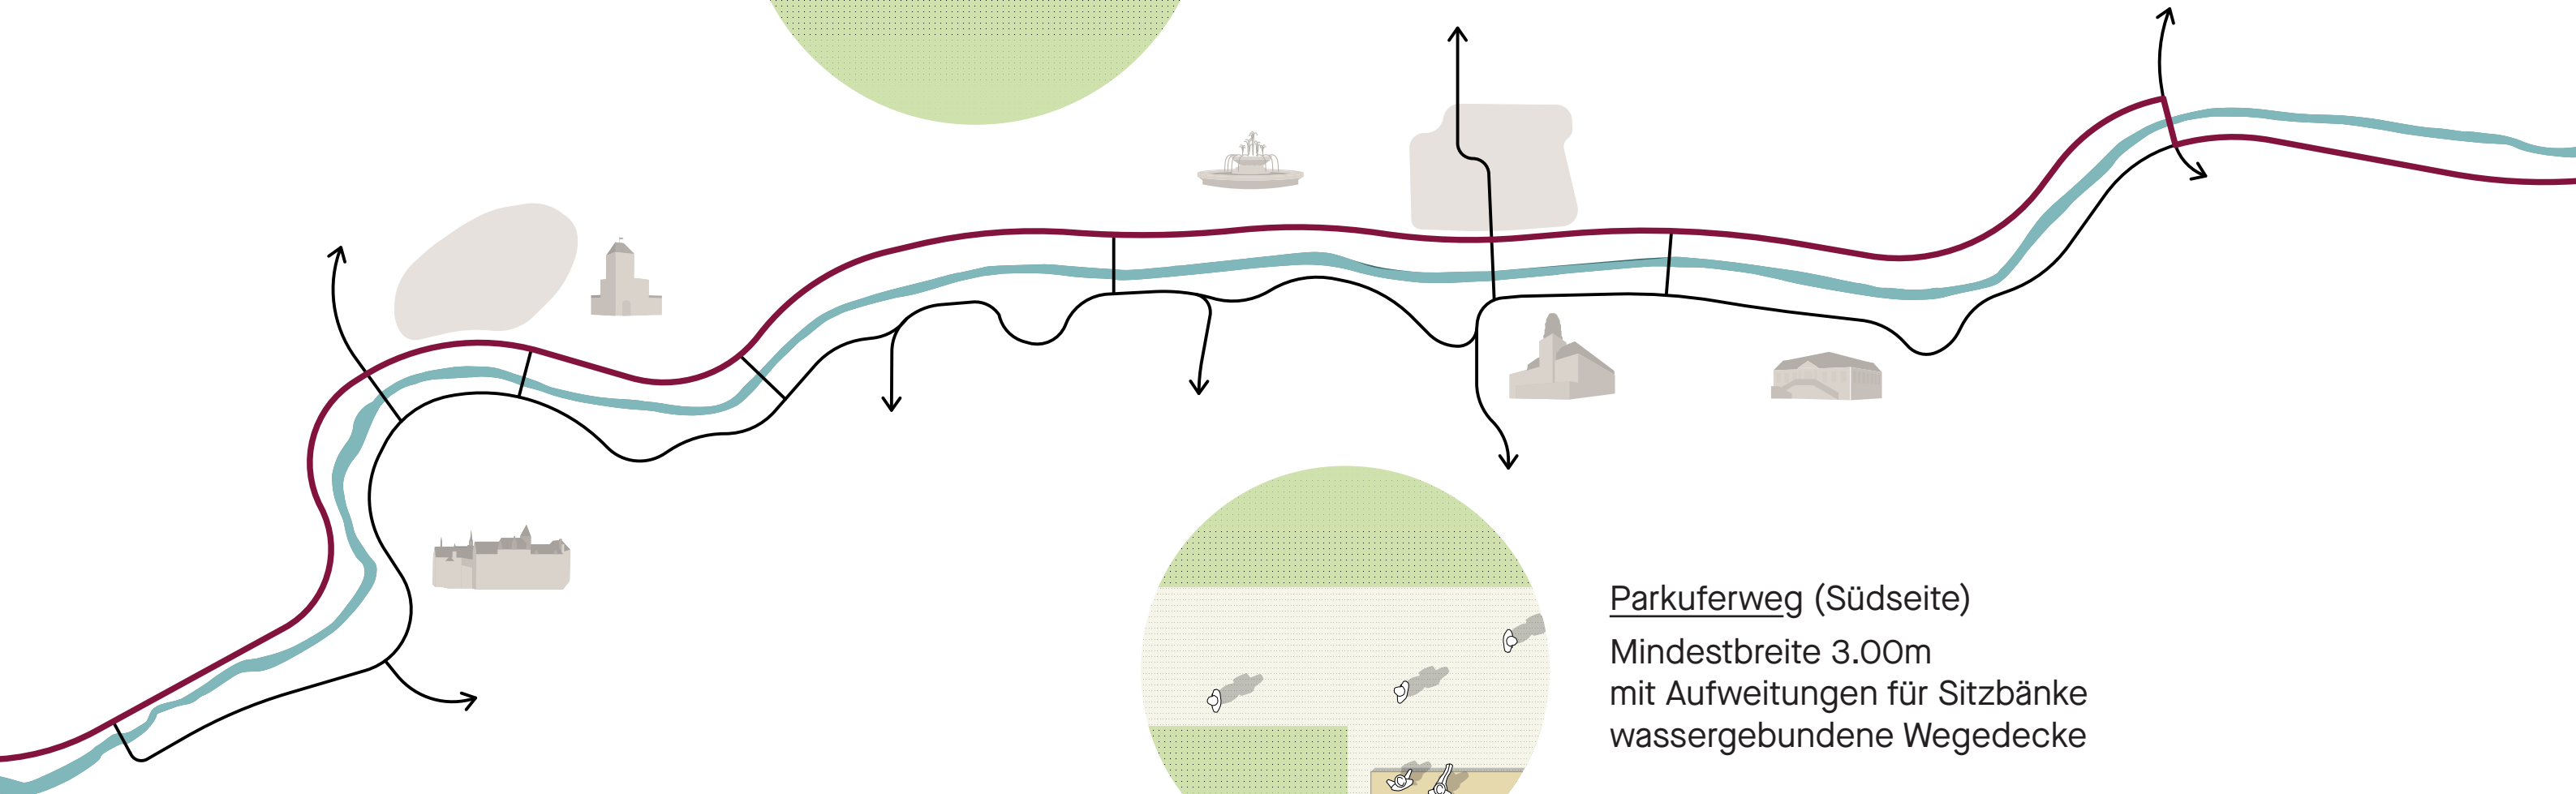 Parkuferweg (Südseite)
Mindestbreite 3.00m
mit Aufweitungen für Sitzbänke
wassergebundene Wegedecke